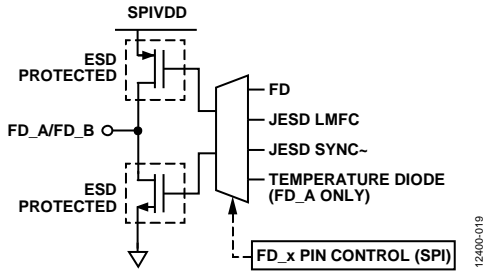 SPIVDD
ESD
PROTECTED
FD_A/FD_B
ESD
PROTECTED
FD
JESD LMFC
JESD SYNC~
TEMPERATURE DIODE
(FD_A ONLY)
FD_x PIN CONTROL (SPI)
12400-019